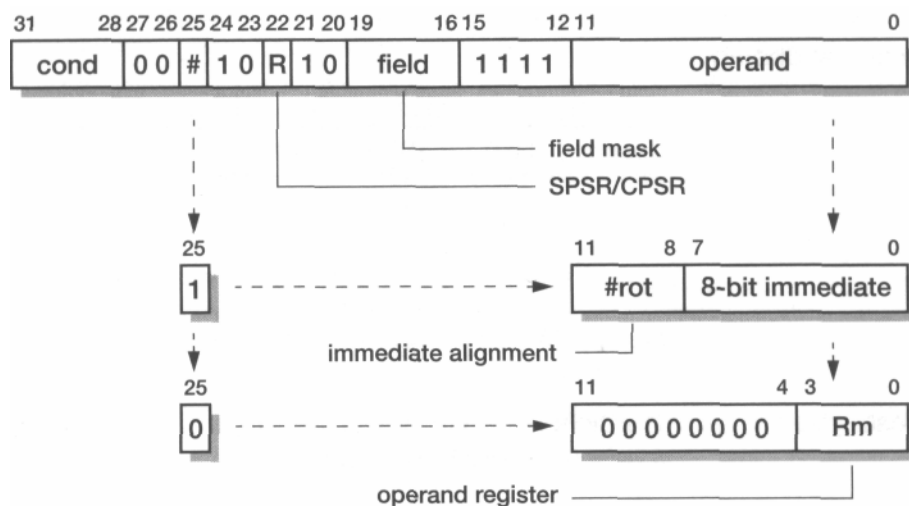 31 28 27 26 25 24 23 22 21 20 19 16 15 12 11 0
cond 0 0 # 1 0 R 1 0 field 1 1 1 1 operand
field mask
SPSR/CPSR
25 11 8 7 0
1 #rot 8-bit immediate
immediate alignment
25 11 4 3 0
0 0 0 0 0 0 0 0 0 Rm
operand register